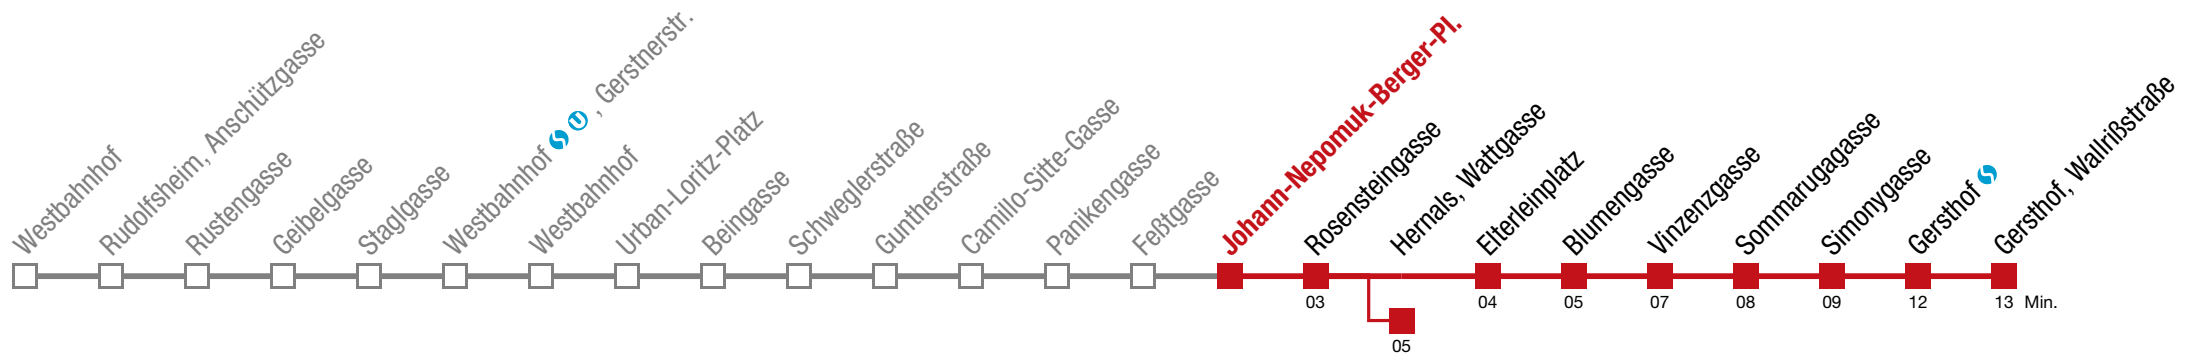 Westbahnhof
Rudolfsheim, Anschützgasse
Rustengasse
Geibelgasse
Staglgasse
Westbahnhof S U , Gerstnerstr.
Westbahnhof
Urban-Loritz-Platz
Beingasse
Schweglerstraße
Guntherstraße
Camillo-Sitte-Gasse
Panikengasse
Feßtgasse
Johann-Nepomuk-Berger-Pl.
Rosensteingasse
Hernals, Wattgasse
Elterleinplatz
Blumengasse
Vinzenzgasse
Sommarugagasse
Simonygasse
Gersthof S
Gersthof, Wallrißstraße
03 04 05 07 08 09 12 13 Min.
05